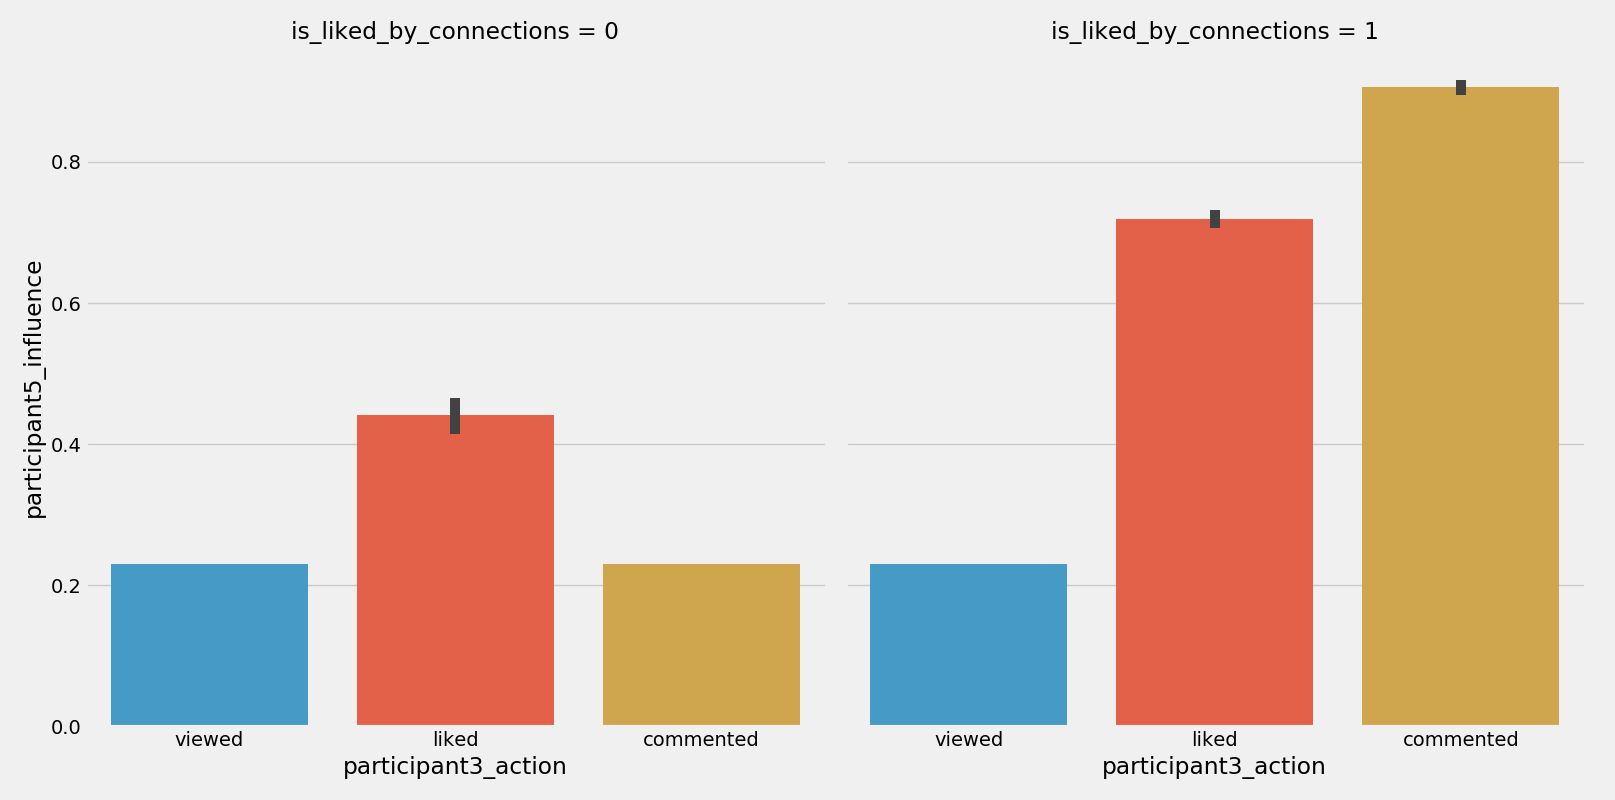 is_liked_by_connections = 0
is_liked_by_connections = 1
participant5_influence
0.8
0.6
0.4
0.2
0.0
viewed
liked
commented
viewed
liked
commented
participant3_action
participant3_action